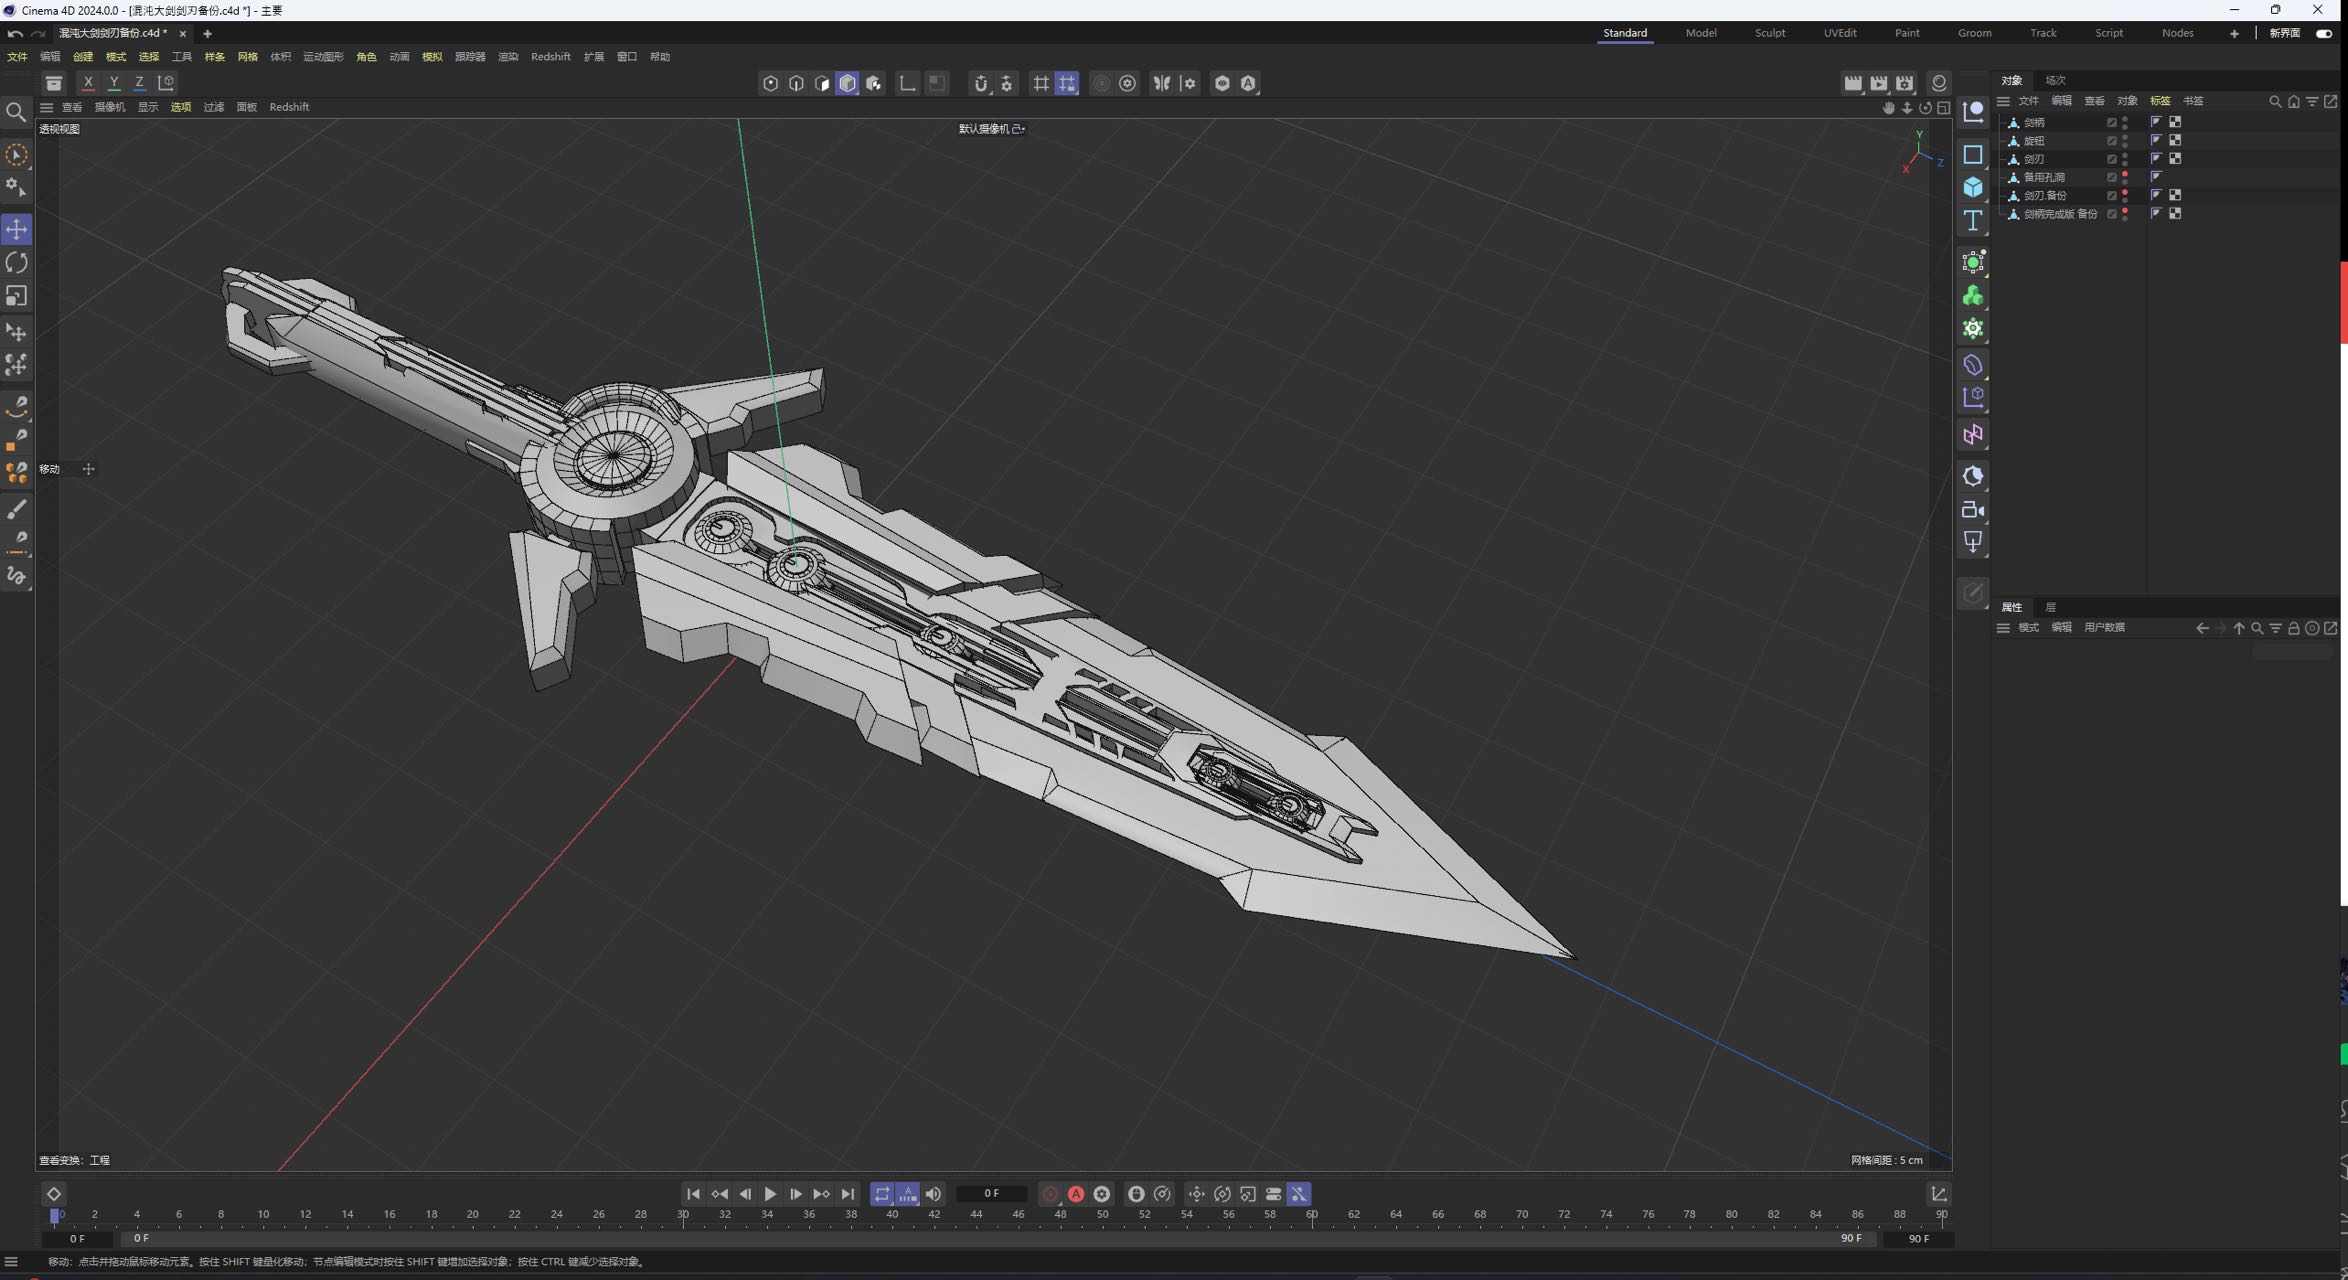 Cinema 4D 2024.0.0 - [混沌大剑剑刃备份.c4d *] - 主要
混沌大剑剑刃备份.c4d * × +
Standard Model Sculpt UVEdit Paint Groom Track Script Nodes + 新界面
文件 编辑 创建 模式 选择 工具 样条 网格 体积 运动图形 角色 动画 模拟 跟踪器 渲染 Redshift 扩展 窗口 帮助
X Y Z
对象 场次
查看 摄像机 显示 选项 过滤 面板 Redshift
文件 编辑 查看 对象 标签 书签
透视视图
默认摄像机
Y
X
Z
剑柄
旋钮
剑刃
备用孔洞
剑刃.备份
剑柄完成版 备份
移动
属性 层
模式 编辑 用户数据
查看变换：工程
网格间距 : 5 cm
0 F
0 2 4 6 8 10 12 14 16 18 20 22 24 26 28 30 32 34 36 38 40 42 44 46 48 50 52 54 56 58 60 62 64 66 68 70 72 74 76 78 80 82 84 86 88 90
0 F 0 F 90 F 90 F
移动：点击并拖动鼠标移动元素。按住 SHIFT 键量化移动；节点编辑模式时按住 SHIFT 键增加选择对象；按住 CTRL 键减少选择对象。